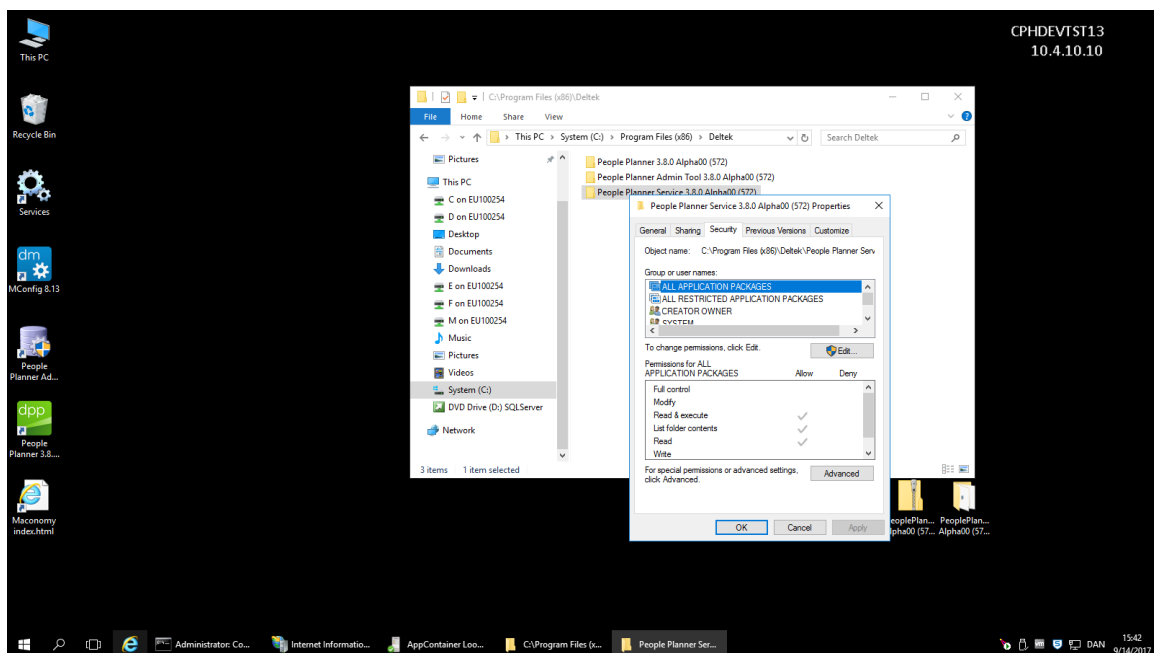 CPHDEVTST13
10.4.10.10
This PC
Recycle Bin
Services
dm
MConfig 8.13
People
Planner Ad...
dpp
People
Planner 3.8....
Maconomy
index.html
C:\Program Files (x86)\Deltek
File Home Share View
This PC > System (C:) > Program Files (x86) > Deltek
Search Deltek
Pictures
This PC
C on EU100254
D on EU100254
Desktop
Documents
Downloads
E on EU100254
F on EU100254
M on EU100254
Music
Pictures
Videos
System (C:)
DVD Drive (D:) SQLServer
Network
People Planner 3.8.0 Alpha00 (572)
People Planner Admin Tool 3.8.0 Alpha00 (572)
People Planner Service 3.8.0 Alpha00 (572)
3 items 1 item selected
People Planner Service 3.8.0 Alpha00 (572) Properties
General Sharing Security Previous Versions Customize
Object name: C:\Program Files (x86)\Deltek\People Planner Serv
Group or user names:
ALL APPLICATION PACKAGES
ALL RESTRICTED APPLICATION PACKAGES
CREATOR OWNER
SYSTEM
To change permissions, click Edit.
Edit...
Permissions for ALL
APPLICATION PACKAGES Allow Deny
Full control
Modify
Read & execute
List folder contents
Read
Write
For special permissions or advanced settings,
click Advanced.
Advanced
OK Cancel Apply
eoplePlan... PeoplePlan...
lpha00 (57... Alpha00 (57...
Administrator: Co...
Internet Informatio...
AppContainer Loo...
C:\Program Files (x...
People Planner Ser...
DAN
15:42
9/14/2017